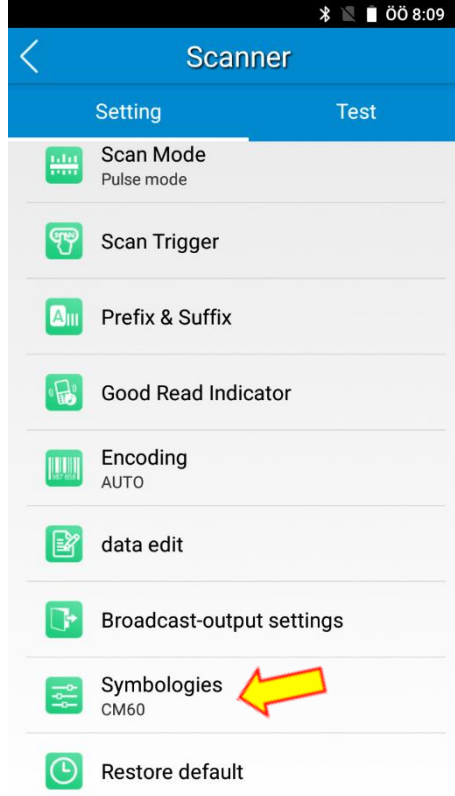 ÖÖ 8:09
Scanner
Setting Test
Scan Mode
Pulse mode
Scan Trigger
Prefix & Suffix
Good Read Indicator
Encoding
AUTO
data edit
Broadcast-output settings
Symbologies
CM60
Restore default